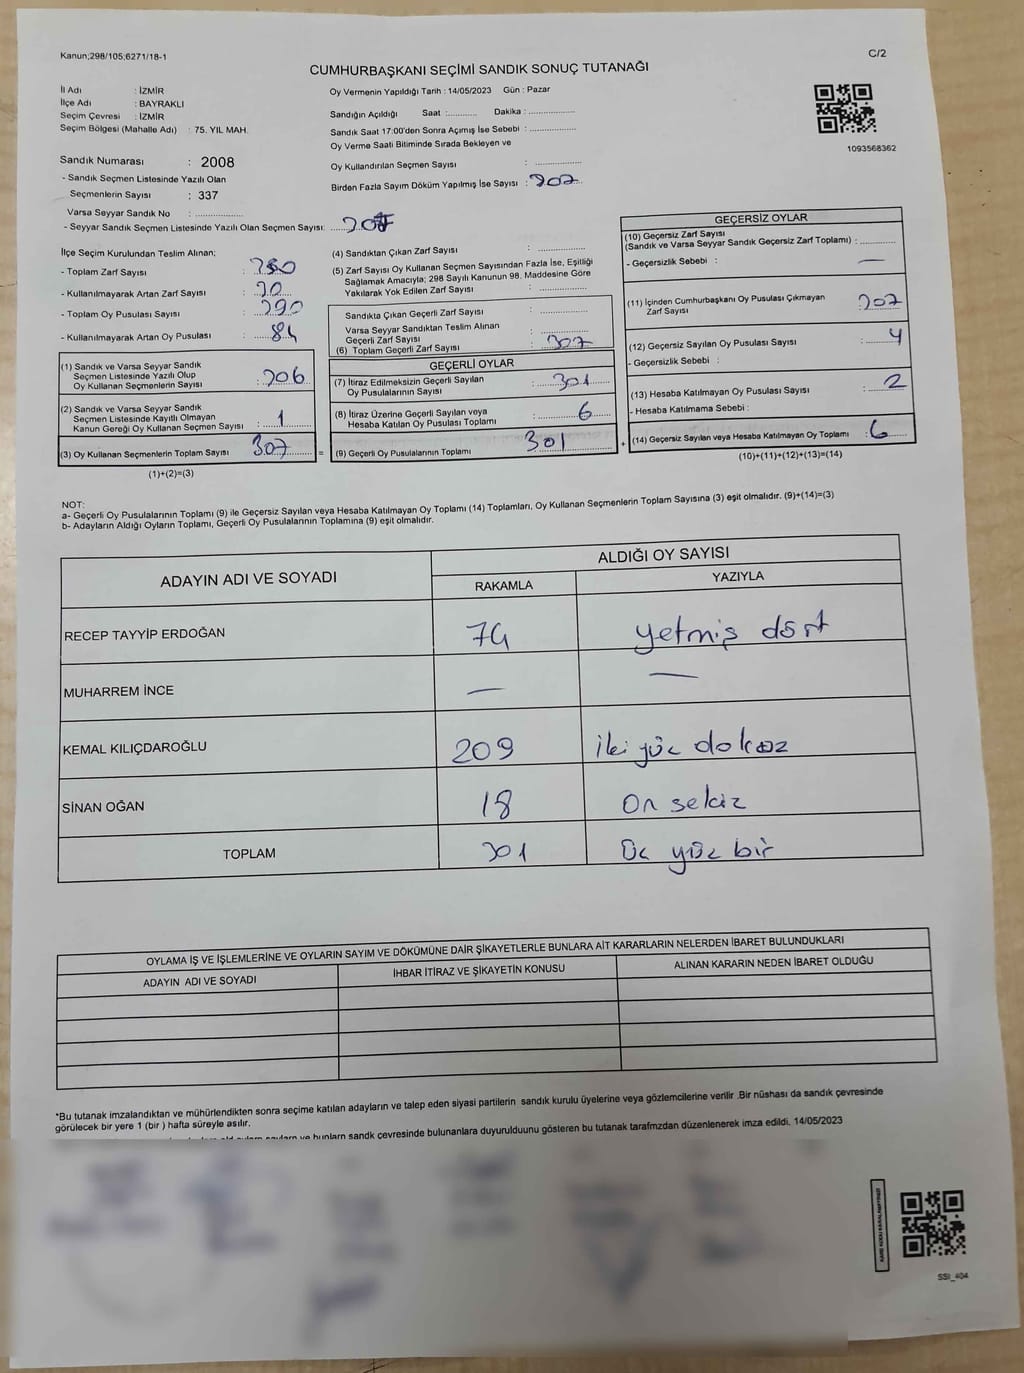 Kanun;298/105;6271/18-1
C/2
CUMHURBAŞKANI SEÇİMİ SANDIK SONUÇ TUTANAĞI
İl Adı : İZMİR
İlçe Adı : BAYRAKLI
Seçim Çevresi : İZMİR
Seçim Bölgesi (Mahalle Adı) : 75. YIL MAH.
Sandık Numarası : 2008
- Sandık Seçmen Listesinde Yazılı Olan
Seçmenlerin Sayısı : 337
Varsa Seyyar Sandık No : ....................
- Seyyar Sandık Seçmen Listesinde Yazılı Olan Seçmen Sayısı:
Oy Vermenin Yapıldığı Tarih : 14/05/2023 Gün : Pazar
Sandığın Açıldığı Saat :............ Dakika :.................
Sandık Saat 17:00'den Sonra Açımış İse Sebebi : .................
Oy Verme Saati Bitiminde Sırada Bekleyen ve
Oy Kullandırılan Seçmen Sayısı : .................
Birden Fazla Sayım Döküm Yapılmış İse Sayısı : 307
1093568362
İlçe Seçim Kurulundan Teslim Alınan;
- Toplam Zarf Sayısı : 350
- Kullanılmayarak Artan Zarf Sayısı :
- Toplam Oy Pusulası Sayısı : 390
- Kullanılmayarak Artan Oy Pusulası : 84
(1) Sandık ve Varsa Seyyar Sandık
Seçmen Listesinde Yazılı Olup
Oy Kullanan Seçmenlerin Sayısı : 306
(2) Sandık ve Varsa Seyyar Sandık
Seçmen Listesinde Kayıtlı Olmayan
Kanun Gereği Oy Kullanan Seçmen Sayısı : 1
(3) Oy Kullanan Seçmenlerin Toplam Sayısı 307 =
(1)+(2)=(3)
(4) Sandıktan Çıkan Zarf Sayısı : .................
(5) Zarf Sayısı Oy Kullanan Seçmen Sayısından Fazla İse, Eşitliği
Sağlamak Amacıyla; 298 Sayılı Kanunun 98. Maddesine Göre
Yakılarak Yok Edilen Zarf Sayısı : .................
Sandıkta Çıkan Geçerli Zarf Sayısı : .................
Varsa Seyyar Sandıktan Teslim Alınan
Geçerli Zarf Sayısı : .................
(6) Toplam Geçerli Zarf Sayısı : 307
GEÇERLİ OYLAR
(7) İtiraz Edilmeksizin Geçerli Sayılan
Oy Pusulalarının Sayısı : 301
(8) İtiraz Üzerine Geçerli Sayılan veya
Hesaba Katılan Oy Pusulası Toplamı : 6
(9) Geçerli Oy Pusulalarının Toplamı : 301 +
GEÇERSİZ OYLAR
(10) Geçersiz Zarf Sayısı
(Sandık ve Varsa Seyyar Sandık Geçersiz Zarf Toplamı) : ............
- Geçersizlik Sebebi : —
(11) İçinden Cumhurbaşkanı Oy Pusulası Çıkmayan
Zarf Sayısı 307
(12) Geçersiz Sayılan Oy Pusulası Sayısı : 4
- Geçersizlik Sebebi :
(13) Hesaba Katılmayan Oy Pusulası Sayısı : 2
- Hesaba Katılmama Sebebi :
(14) Geçersiz Sayılan veya Hesaba Katılmayan Oy Toplamı : 6
(10)+(11)+(12)+(13)=(14)
NOT:
a- Geçerli Oy Pusulalarının Toplamı (9) ile Geçersiz Sayılan veya Hesaba Katılmayan Oy Toplamı (14) Toplamları, Oy Kullanan Seçmenlerin Toplam Sayısına (3) eşit olmalıdır. (9)+(14)=(3)
b- Adayların Aldığı Oyların Toplamı, Geçerli Oy Pusulalarının Toplamına (9) eşit olmalıdır.
ADAYIN ADI VE SOYADI
ALDIĞI OY SAYISI
RAKAMLA YAZIYLA
RECEP TAYYİP ERDOĞAN 74 yetmiş dört
MUHARREM İNCE — —
KEMAL KILIÇDAROĞLU 209 iki yüz dokuz
SİNAN OĞAN 18 On sekiz
TOPLAM 301 Üç yüz bir
OYLAMA İŞ VE İŞLEMLERİNE VE OYLARIN SAYIM VE DÖKÜMÜNE DAİR ŞİKAYETLERLE BUNLARA AİT KARARLARIN NELERDEN İBARET BULUNDUKLARI
ADAYIN ADI VE SOYADI İHBAR İTİRAZ VE ŞİKAYETİN KONUSU ALINAN KARARIN NEDEN İBARET OLDUĞU
*Bu tutanak imzalandıktan ve mühürlendikten sonra seçime katılan adayların ve talep eden siyasi partilerin sandık kurulu üyelerine veya gözlemcilerine verilir .Bir nüshası da sandık çevresinde
görülecek bir yere 1 (bir ) hafta süreyle asılır.
ve bunların sandk çevresinde bulunanlara duyurulduunu gösteren bu tutanak tarafmzdan düzenlenerek imza edildi. 14/05/2023
SSI_404